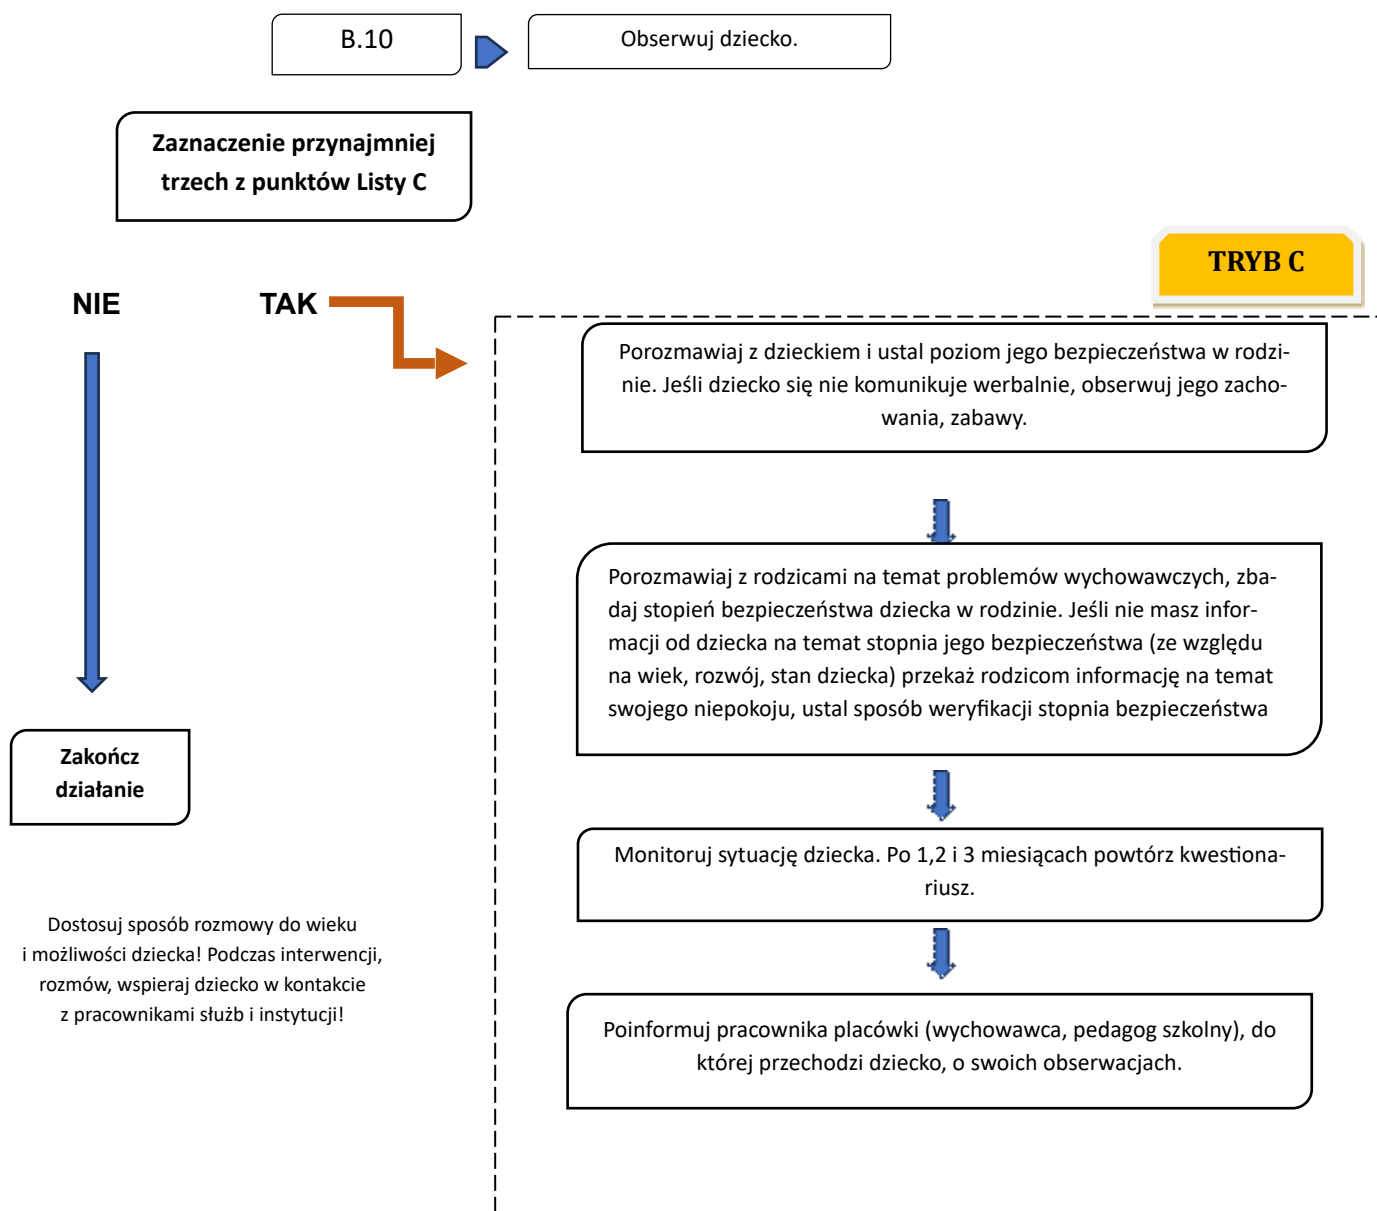 B.10
Obserwuj dziecko.
Zaznaczenie przynajmniej
trzech z punktów Listy C
TRYB C
NIE
TAK
Porozmawiaj z dzieckiem i ustal poziom jego bezpieczeństwa w rodzi-
nie. Jeśli dziecko się nie komunikuje werbalnie, obserwuj jego zacho-
wania, zabawy.
Porozmawiaj z rodzicami na temat problemów wychowawczych, zba-
daj stopień bezpieczeństwa dziecka w rodzinie. Jeśli nie masz infor-
macji od dziecka na temat stopnia jego bezpieczeństwa (ze względu
na wiek, rozwój, stan dziecka) przekaż rodzicom informację na temat
swojego niepokoju, ustal sposób weryfikacji stopnia bezpieczeństwa
Zakończ
działanie
Monitoruj sytuację dziecka. Po 1,2 i 3 miesiącach powtórz kwestiona-
riusz.
Dostosuj sposób rozmowy do wieku
i możliwości dziecka! Podczas interwencji,
rozmów, wspieraj dziecko w kontakcie
z pracownikami służb i instytucji!
Poinformuj pracownika placówki (wychowawca, pedagog szkolny), do
której przechodzi dziecko, o swoich obserwacjach.